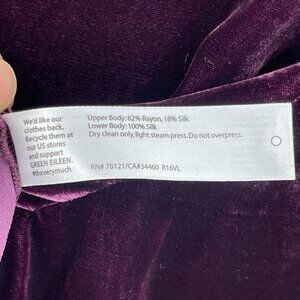 We'd like our
clothes back.
Recycle them at
our US stores
and support
GREEN EILEEN.
#thxverymuch
Upper Body: 82% Rayon, 18% Silk
Lower Body: 100% Silk
Dry clean only, light steam press. Do not overpress.
RN# 78121/CA#34460 R16VL